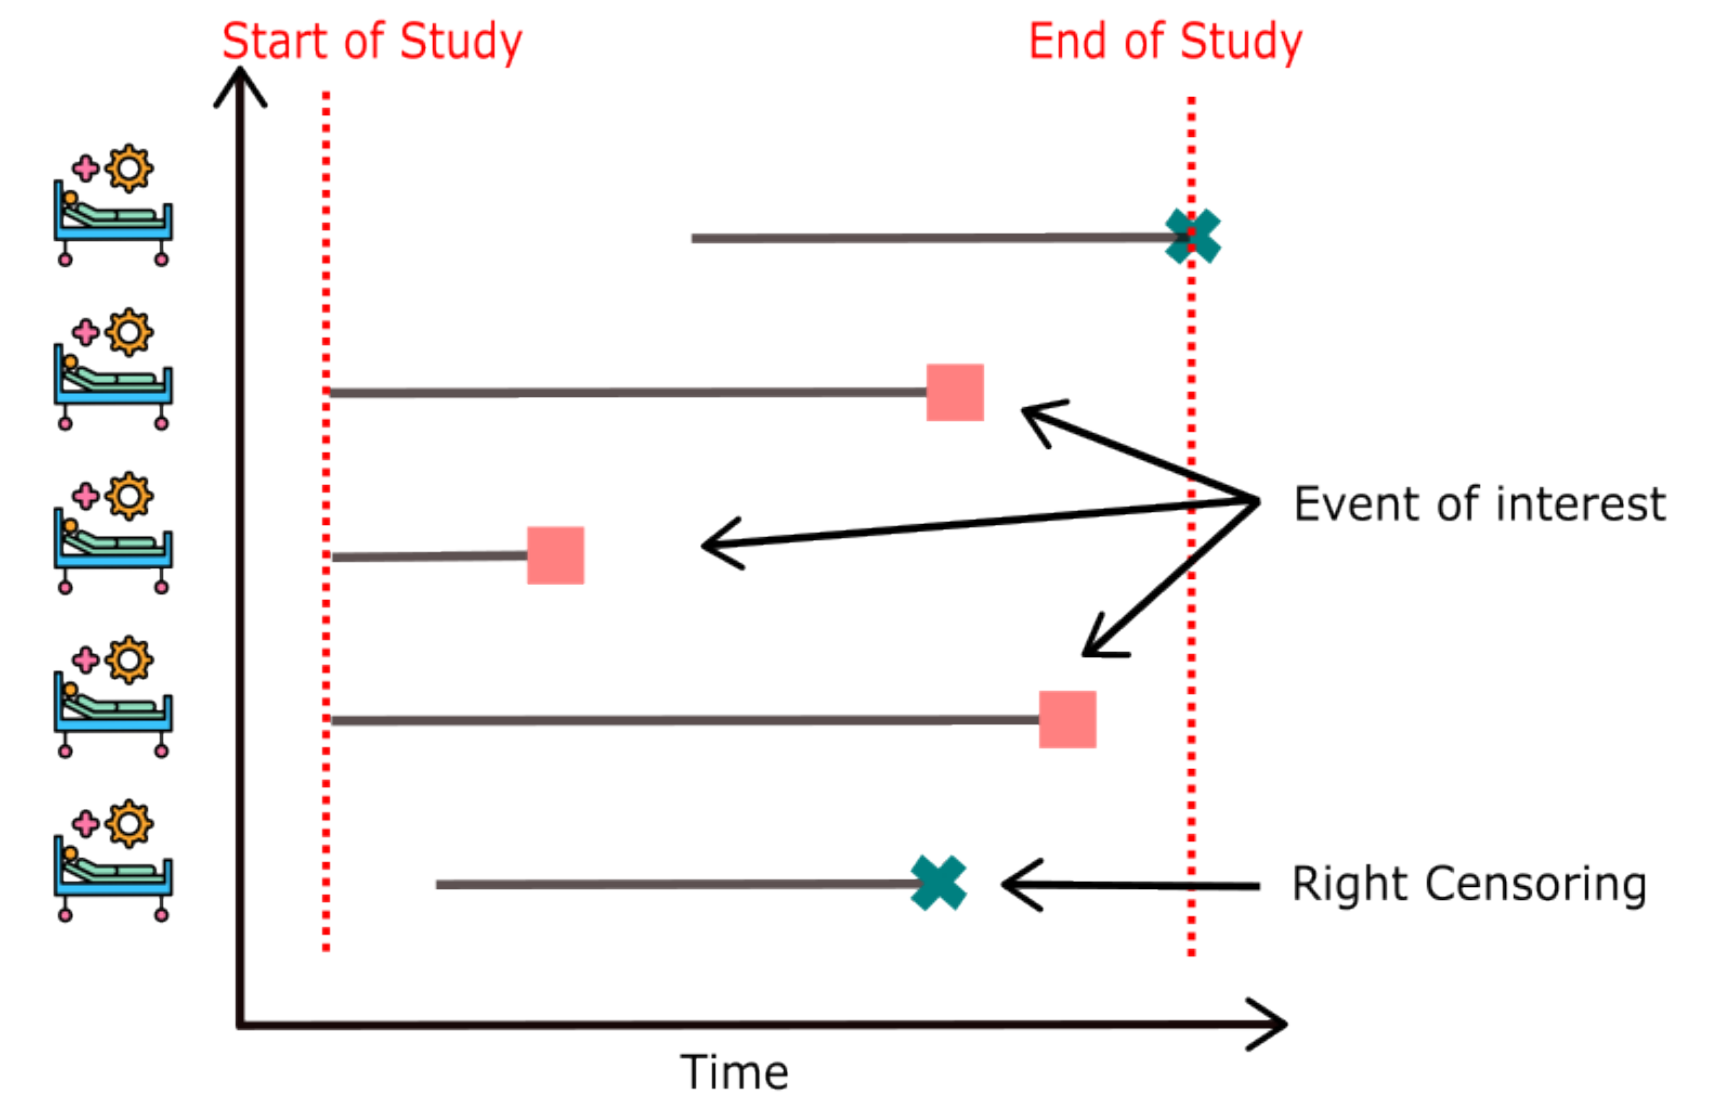 Start of Study
End of Study
Event of interest
Right Censoring
Time